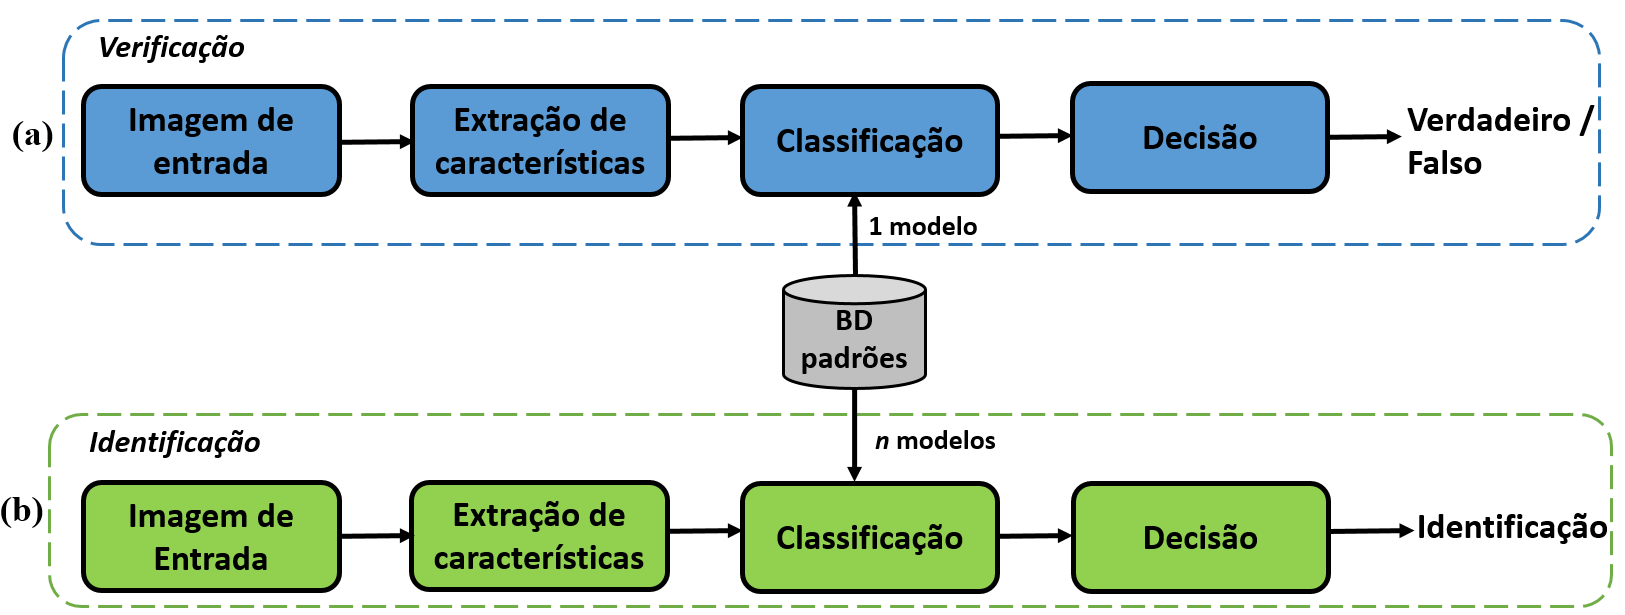 Verificação
(a)
Imagem de
entrada
Extração de
características
Classificação
Decisão
Verdadeiro /
Falso
1 modelo
BD
padrões
Identificação
n modelos
(b)
Imagem de
Entrada
Extração de
características
Classificação
Decisão
Identificação